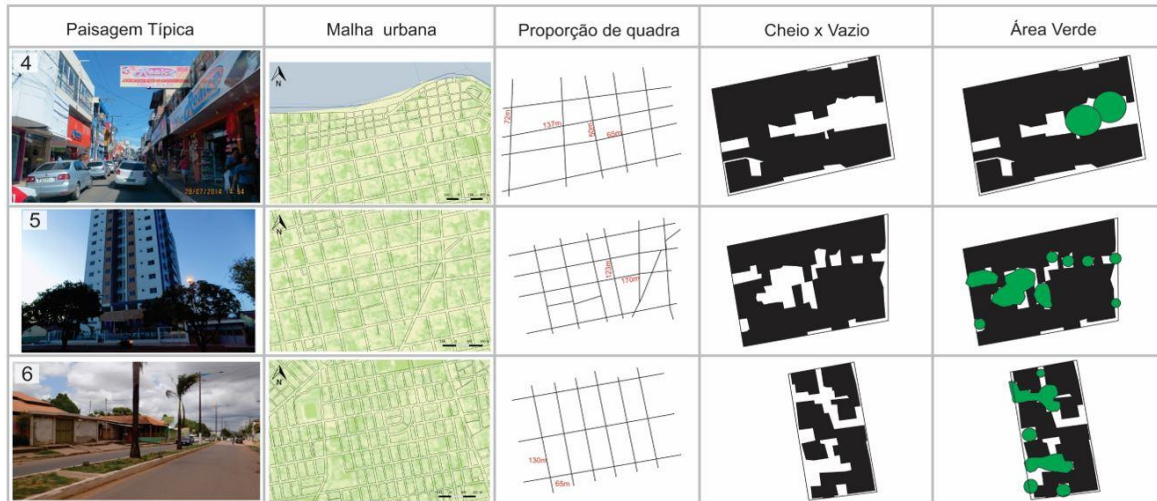 Paisagem Típica
Malha urbana
Proporção de quadra
Cheio x Vazio
Área Verde
4
28/07/2014
N
72m
137m
50m
65m
5
N
123m
170m
6
N
130m
65m